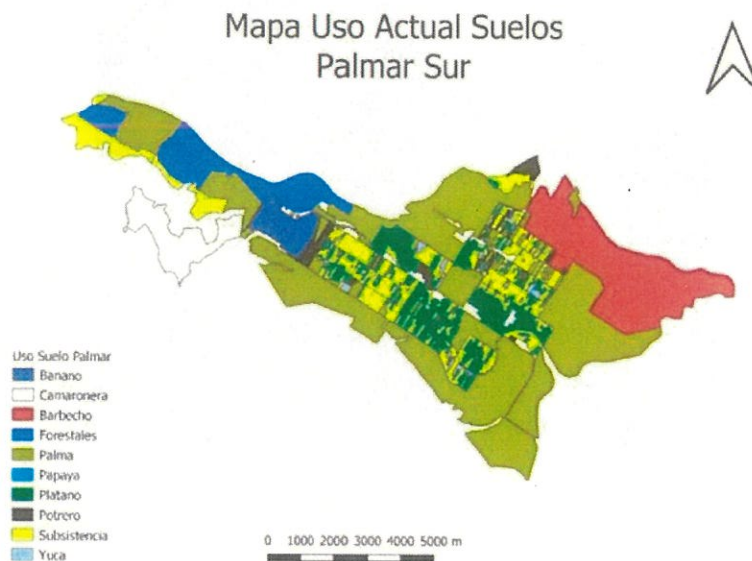 Mapa Uso Actual Suelos
Palmar Sur
Uso Suelo Palmar
Banano
Camaronera
Barbecho
Forestales
Palma
Papaya
Platano
Potrero
Subsistencia
Yuca
0 1000 2000 3000 4000 5000 m